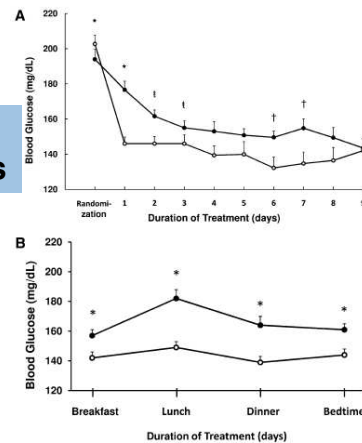 A
220
200
180
160
140
120
Blood Glucose (mg/dL)
*
*
ŧ
ŧ
†
†
Randomi-
zation
1 2 3 4 5 6 7 8 9
Duration of Treatment (days)
s
B
220
200
180
160
140
120
Blood Glucose (mg/dL)
* * * *
Breakfast Lunch Dinner Bedtime
Duration of Treatment (days)